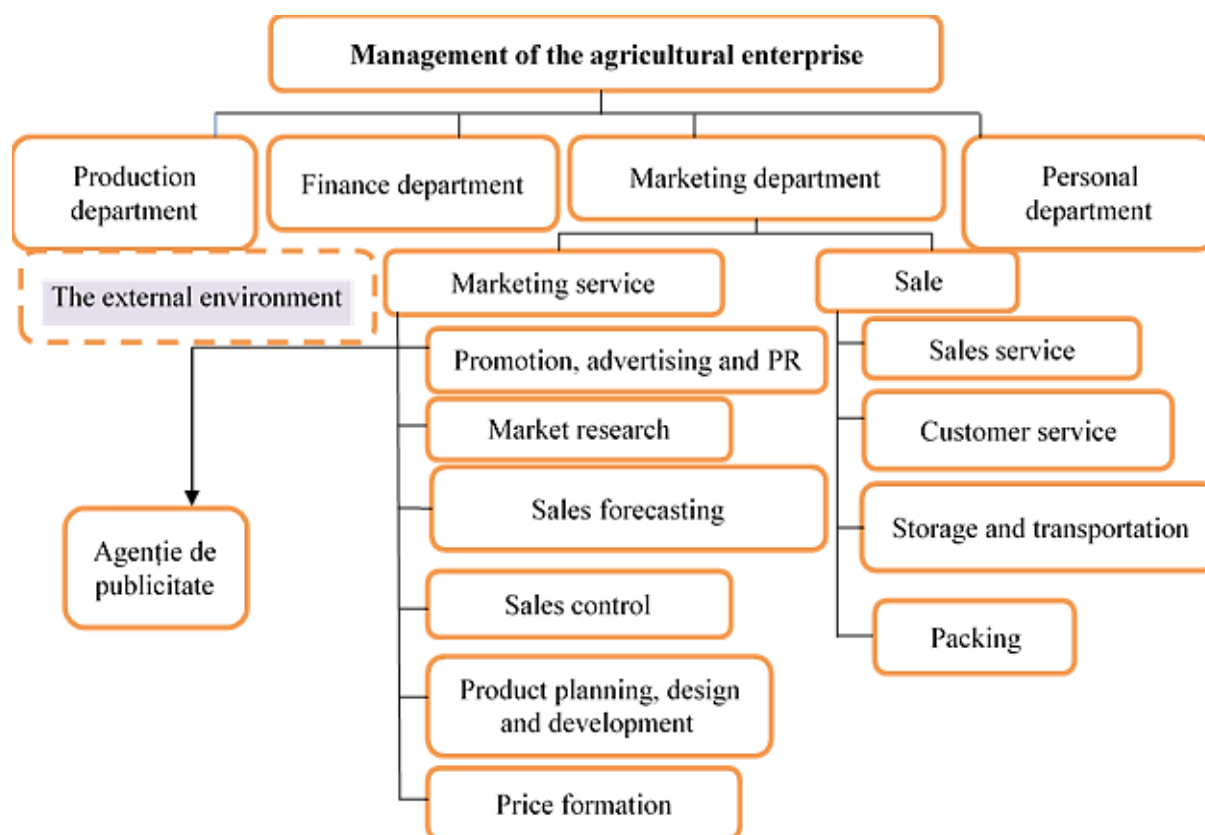 Management of the agricultural enterprise
Production
department
Finance department
Marketing department
Personal
department
The external environment
Marketing service
Sale
Promotion, advertising and PR
Sales service
Market research
Customer service
Sales forecasting
Storage and transportation
Agenție de
publicitate
Sales control
Packing
Product planning, design
and development
Price formation